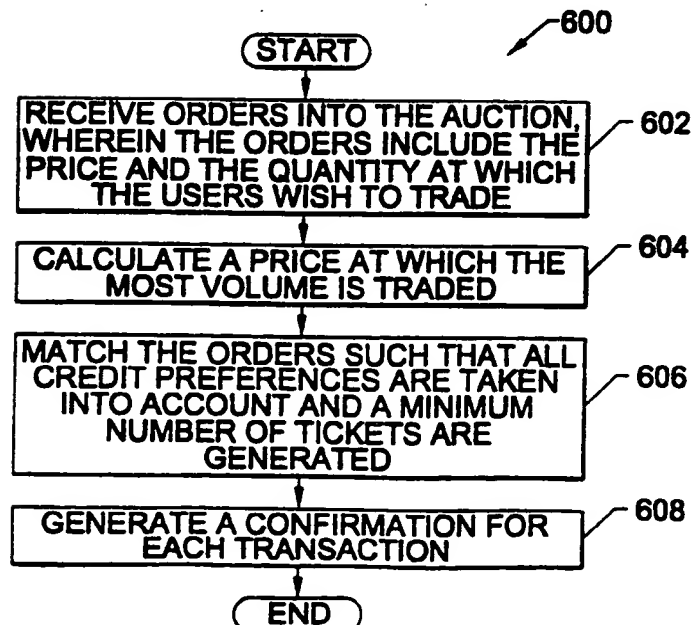 600
START
RECEIVE ORDERS INTO THE AUCTION,
WHEREIN THE ORDERS INCLUDE THE
PRICE AND THE QUANTITY AT WHICH
THE USERS WISH TO TRADE
602
CALCULATE A PRICE AT WHICH THE
MOST VOLUME IS TRADED
604
MATCH THE ORDERS SUCH THAT ALL
CREDIT PREFERENCES ARE TAKEN
INTO ACCOUNT AND A MINIMUM
NUMBER OF TICKETS ARE
GENERATED
606
GENERATE A CONFIRMATION FOR
EACH TRANSACTION
608
END